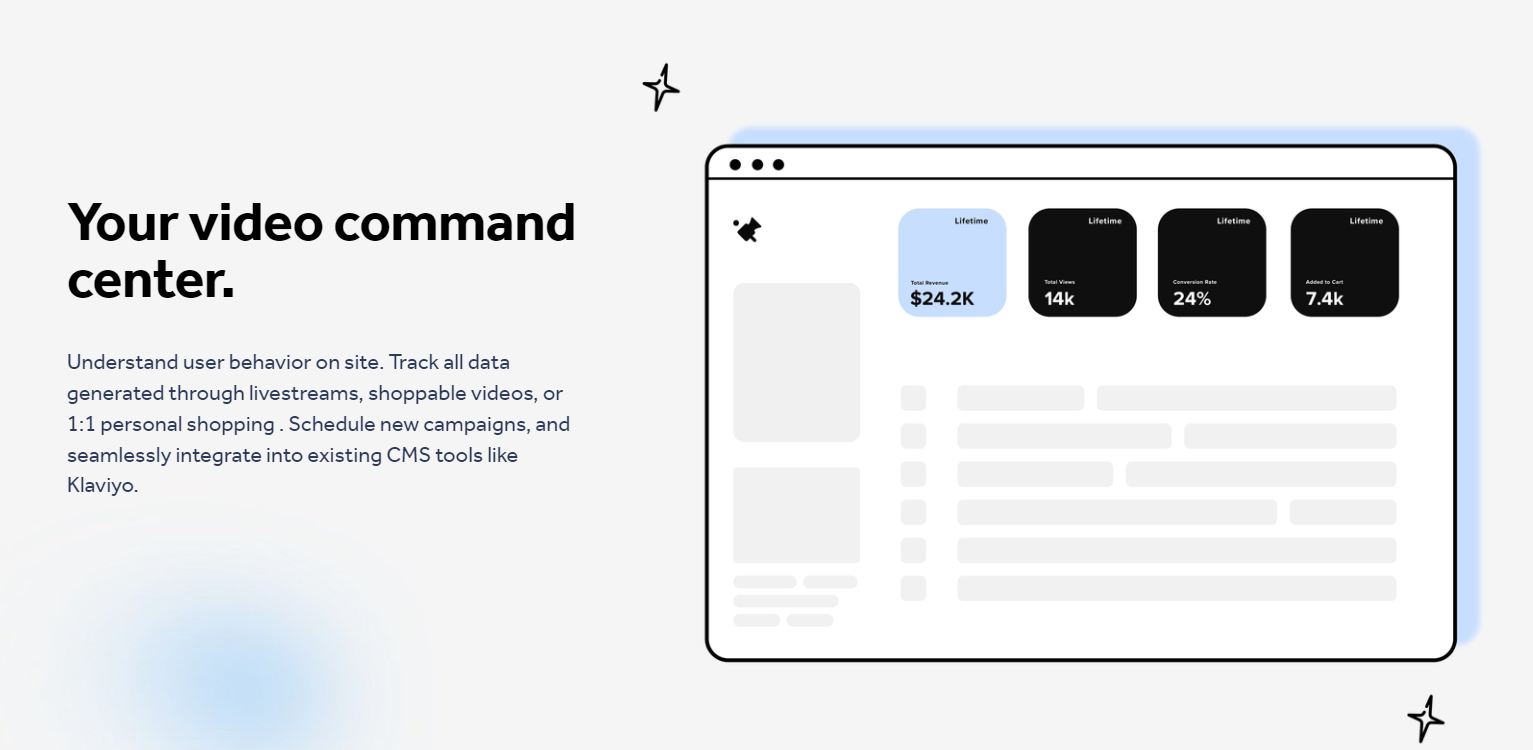 Your video command
center.
Understand user behavior on site. Track all data
generated through livestreams, shoppable videos, or
1:1 personal shopping . Schedule new campaigns, and
seamlessly integrate into existing CMS tools like
Klaviyo.
Lifetime
Total Revenue
$24.2K
Lifetime
Total Views
14k
Lifetime
Conversion Rate
24%
Lifetime
Added to Cart
7.4k